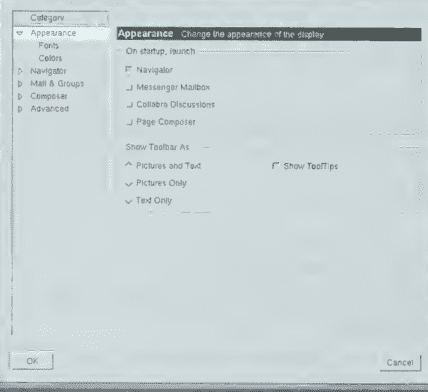 Category
Appearance
Fonts
Colors
Navigator
Mail & Groups
Composer
Advanced
Appearance Change the appearance of the display
On startup, launch
Navigator
Messenger Mailbox
Collabra Discussions
Page Composer
Show Toolbar As
Pictures and Text
Show ToolTips
Pictures Only
Text Only
OK
Cancel